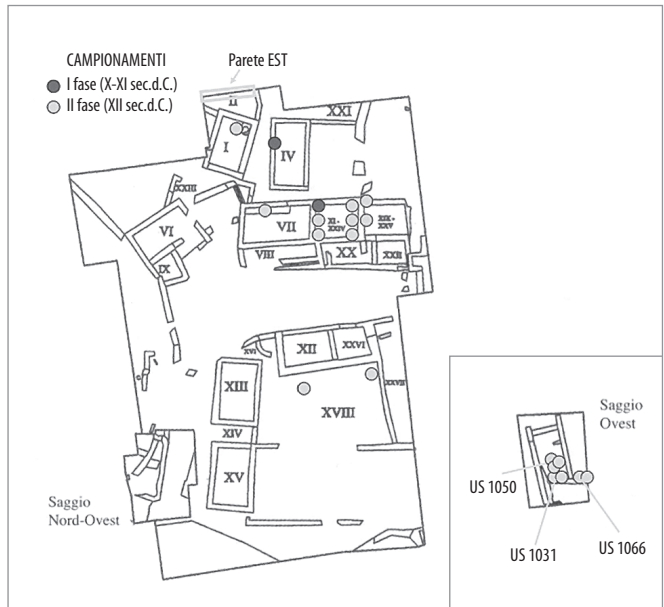 CAMPIONAMENTI
Parete EST
I fase (X-XI sec.d.C.)
II fase (XII sec.d.C.)
II
XXI
I
2
IV
XXIII
VI
VII
XI - XXIV
XIX - XXV
IX
VIII
XX
XXII
XVI
XII
XXVI
XIII
XXVII
XVIII
XIV
XV
Saggio
Nord-Ovest
Saggio
Ovest
US 1050
US 1031
US 1066